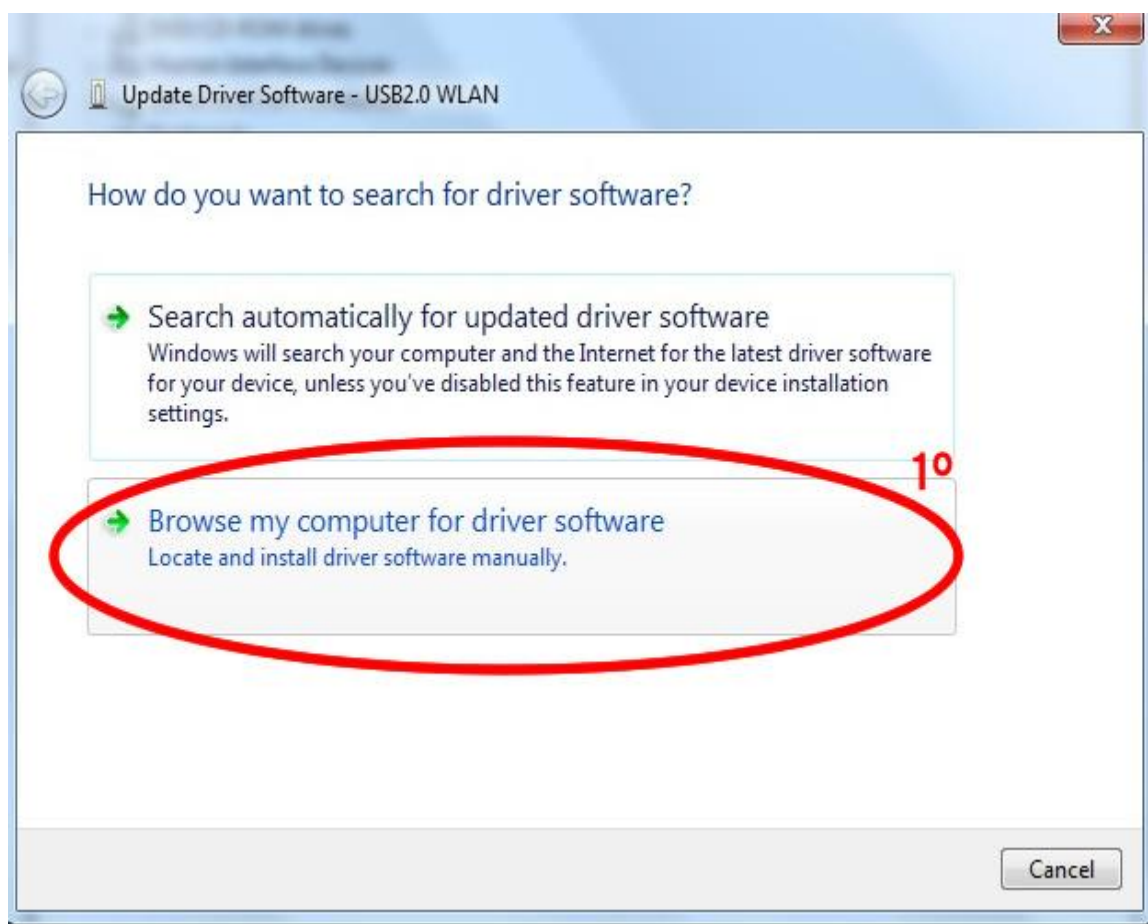 Update Driver Software - USB2.0 WLAN
How do you want to search for driver software?
Search automatically for updated driver software
Windows will search your computer and the Internet for the latest driver software
for your device, unless you've disabled this feature in your device installation
settings.
1º
Browse my computer for driver software
Locate and install driver software manually.
Cancel